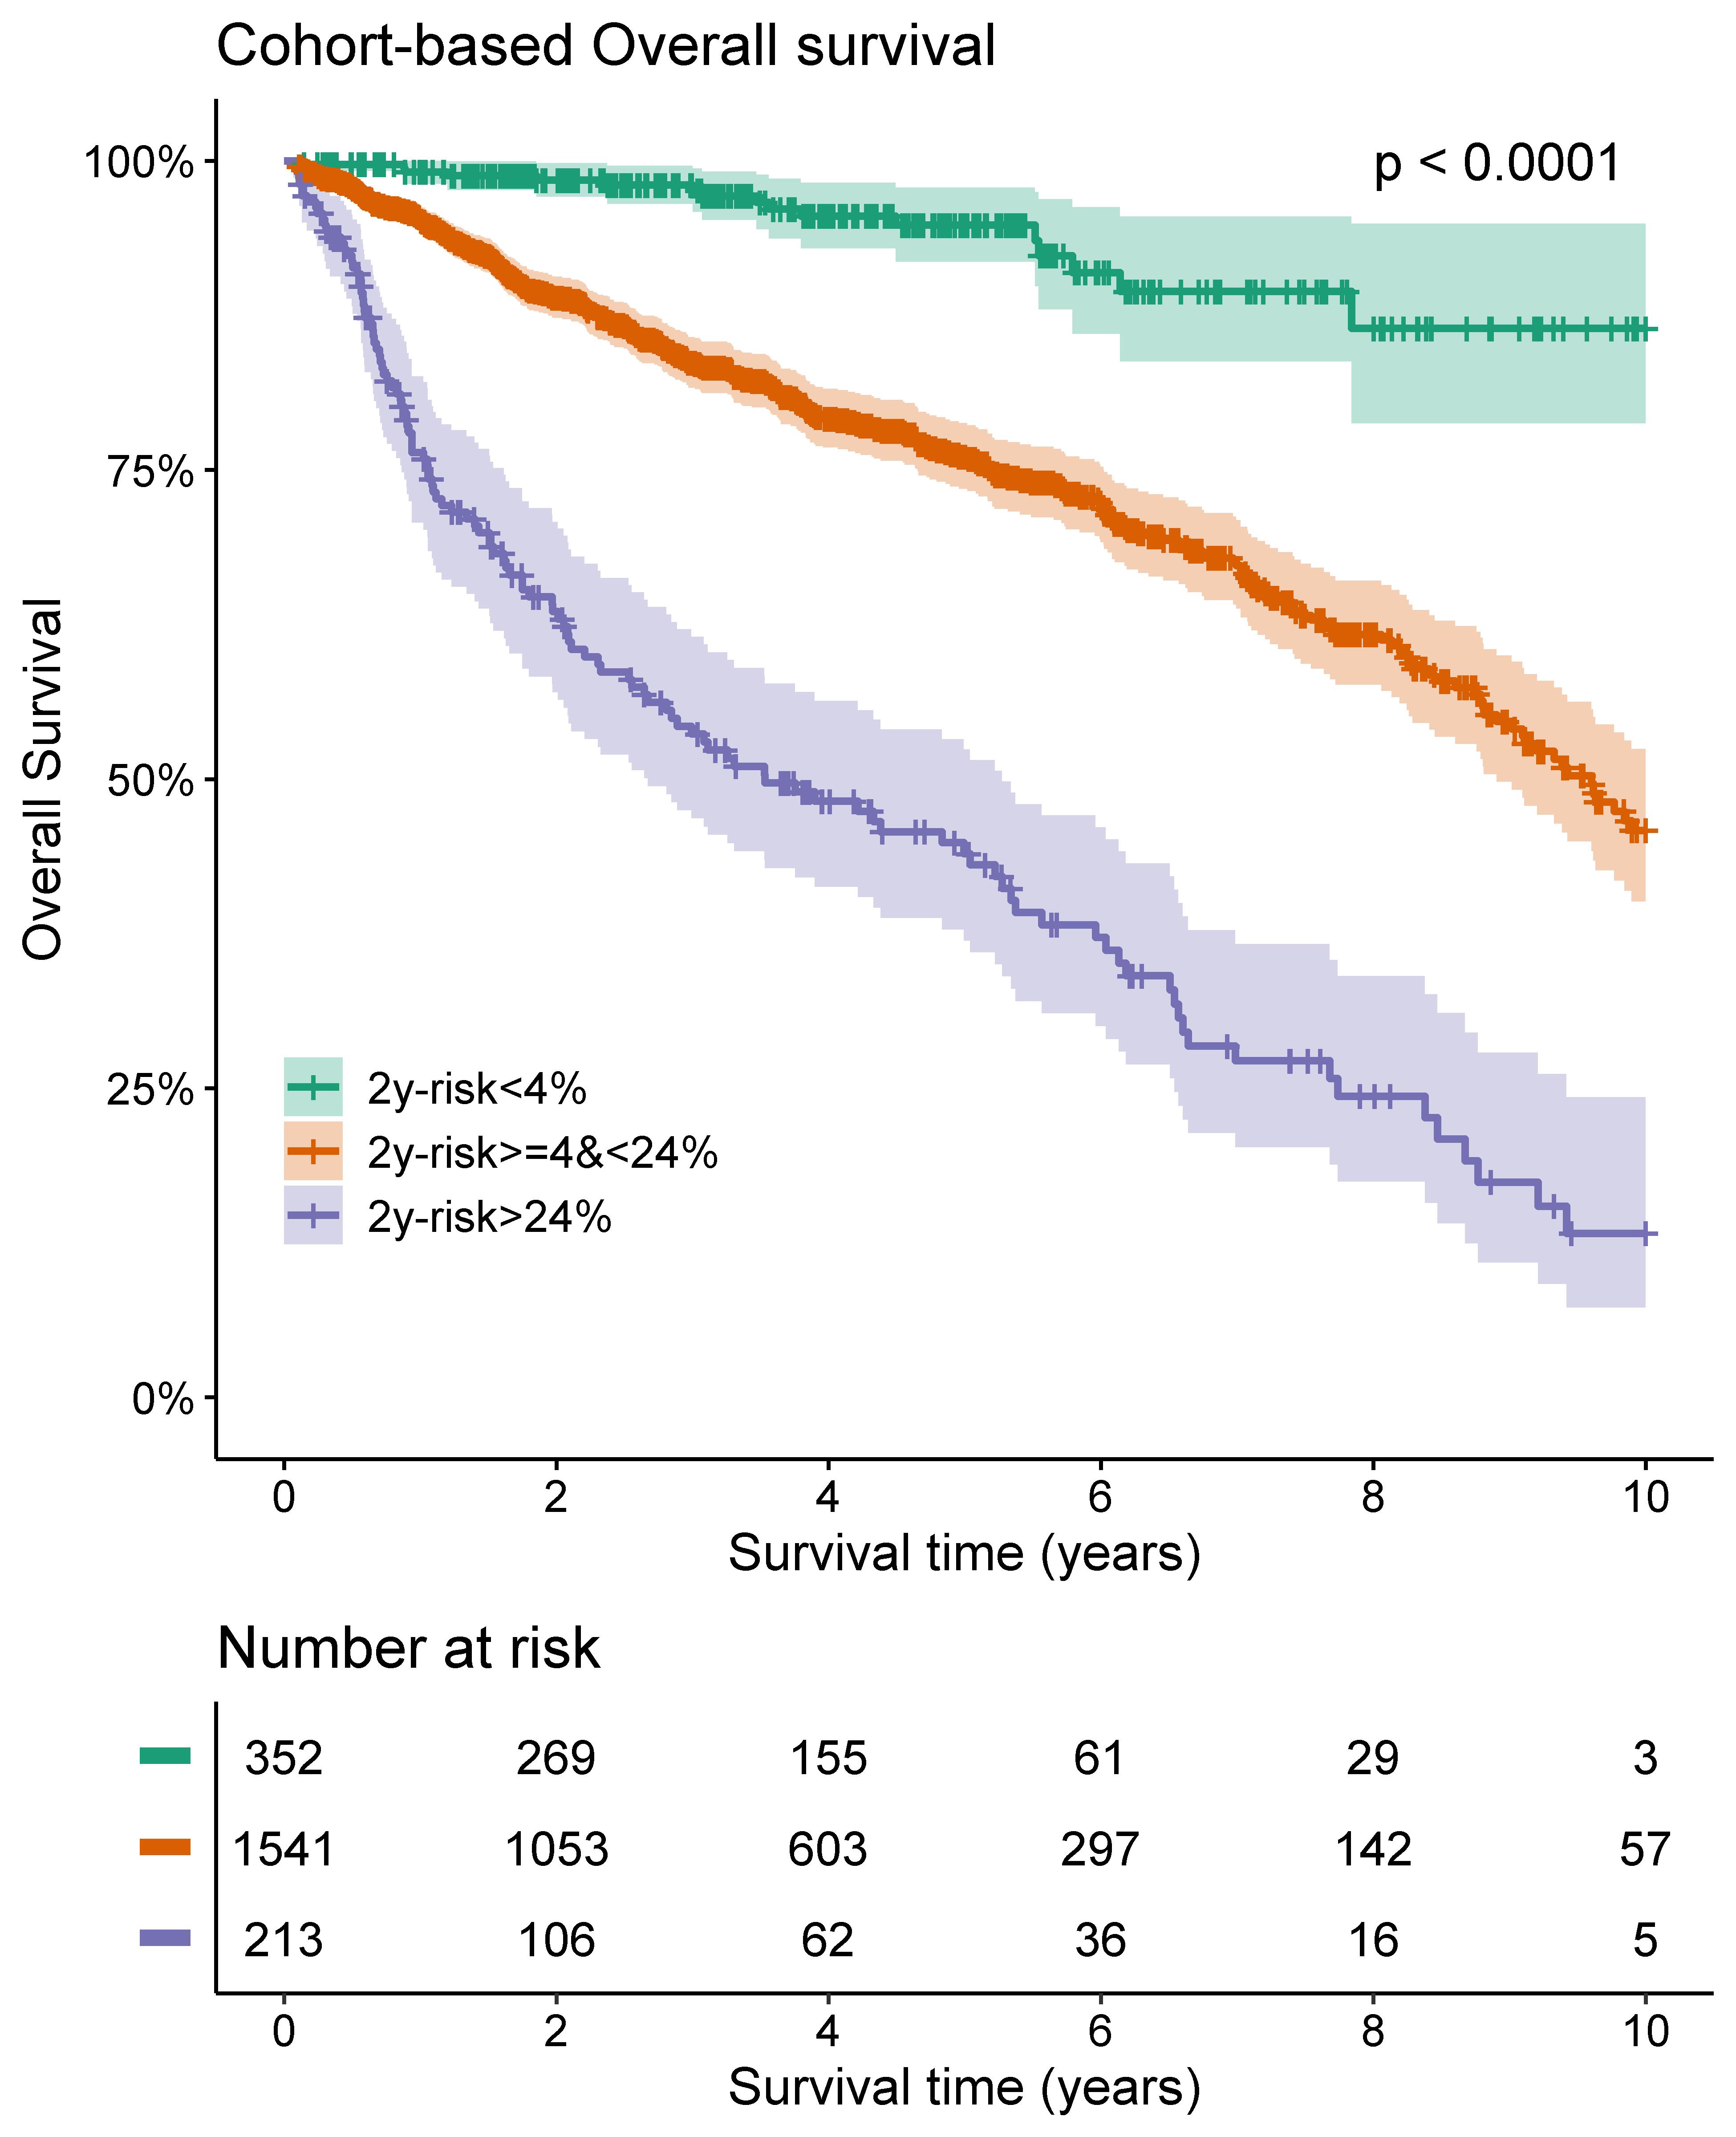 Cohort-based Overall survival
p < 0.0001
100%
75%
50%
25%
0%
Overall Survival
2y-risk<4%
2y-risk>=4&<24%
2y-risk>24%
0 2 4 6 8 10
Survival time (years)
Number at risk
352 269 155 61 29 3
1541 1053 603 297 142 57
213 106 62 36 16 5
0 2 4 6 8 10
Survival time (years)